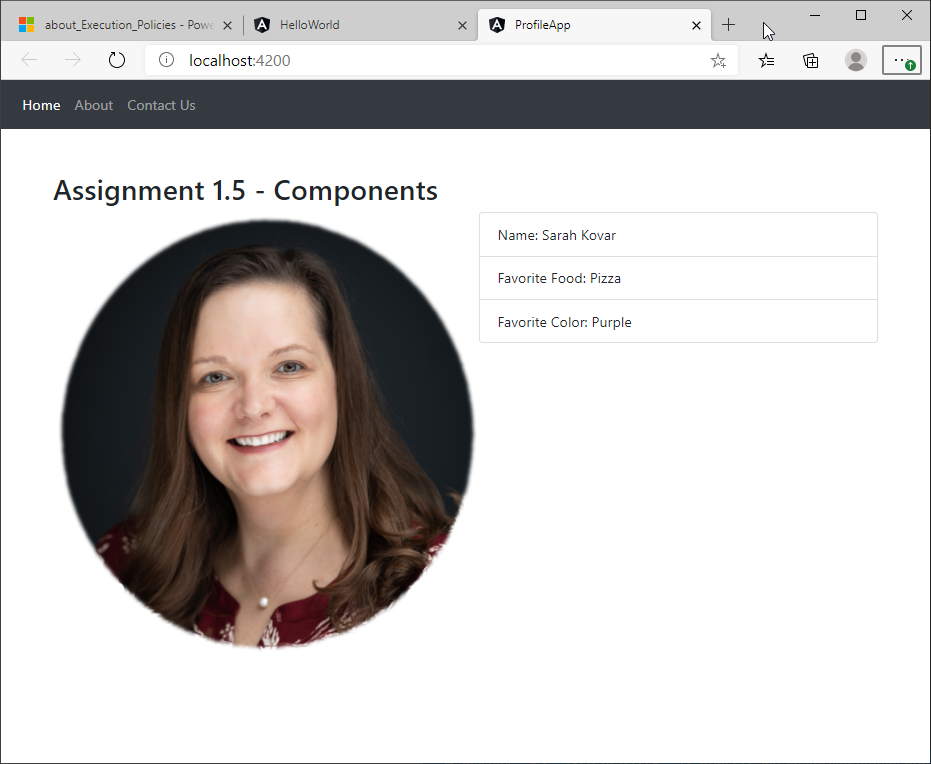 about_Execution_Policies - Powe
HelloWorld
ProfileApp
localhost:4200
Home About Contact Us
Assignment 1.5 - Components
Name: Sarah Kovar
Favorite Food: Pizza
Favorite Color: Purple